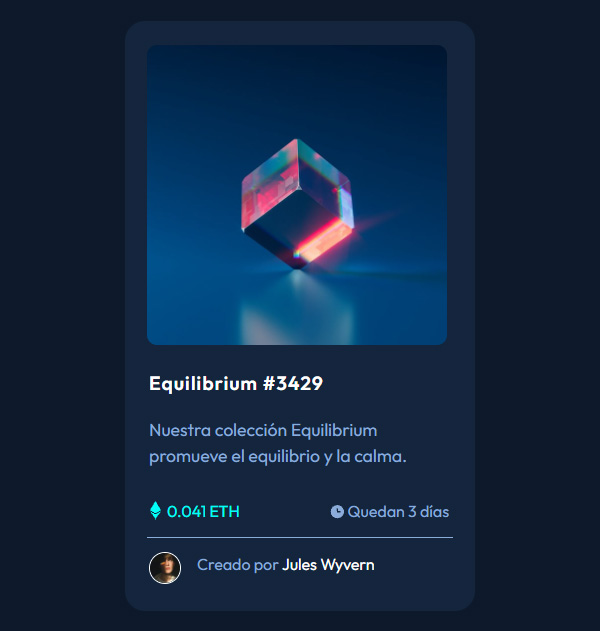 Equilibrium #3429
Nuestra colección Equilibrium
promueve el equilibrio y la calma.
0.041 ETH
Quedan 3 días
Creado por Jules Wyvern